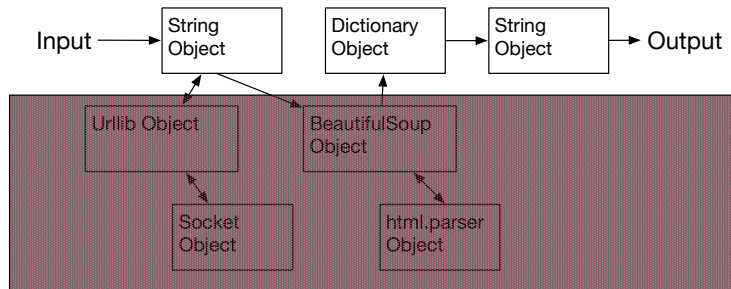 Input
String
Object
Dictionary
Object
String
Object
Output
Urllib Object
BeautifulSoup
Object
Socket
Object
html.parser
Object